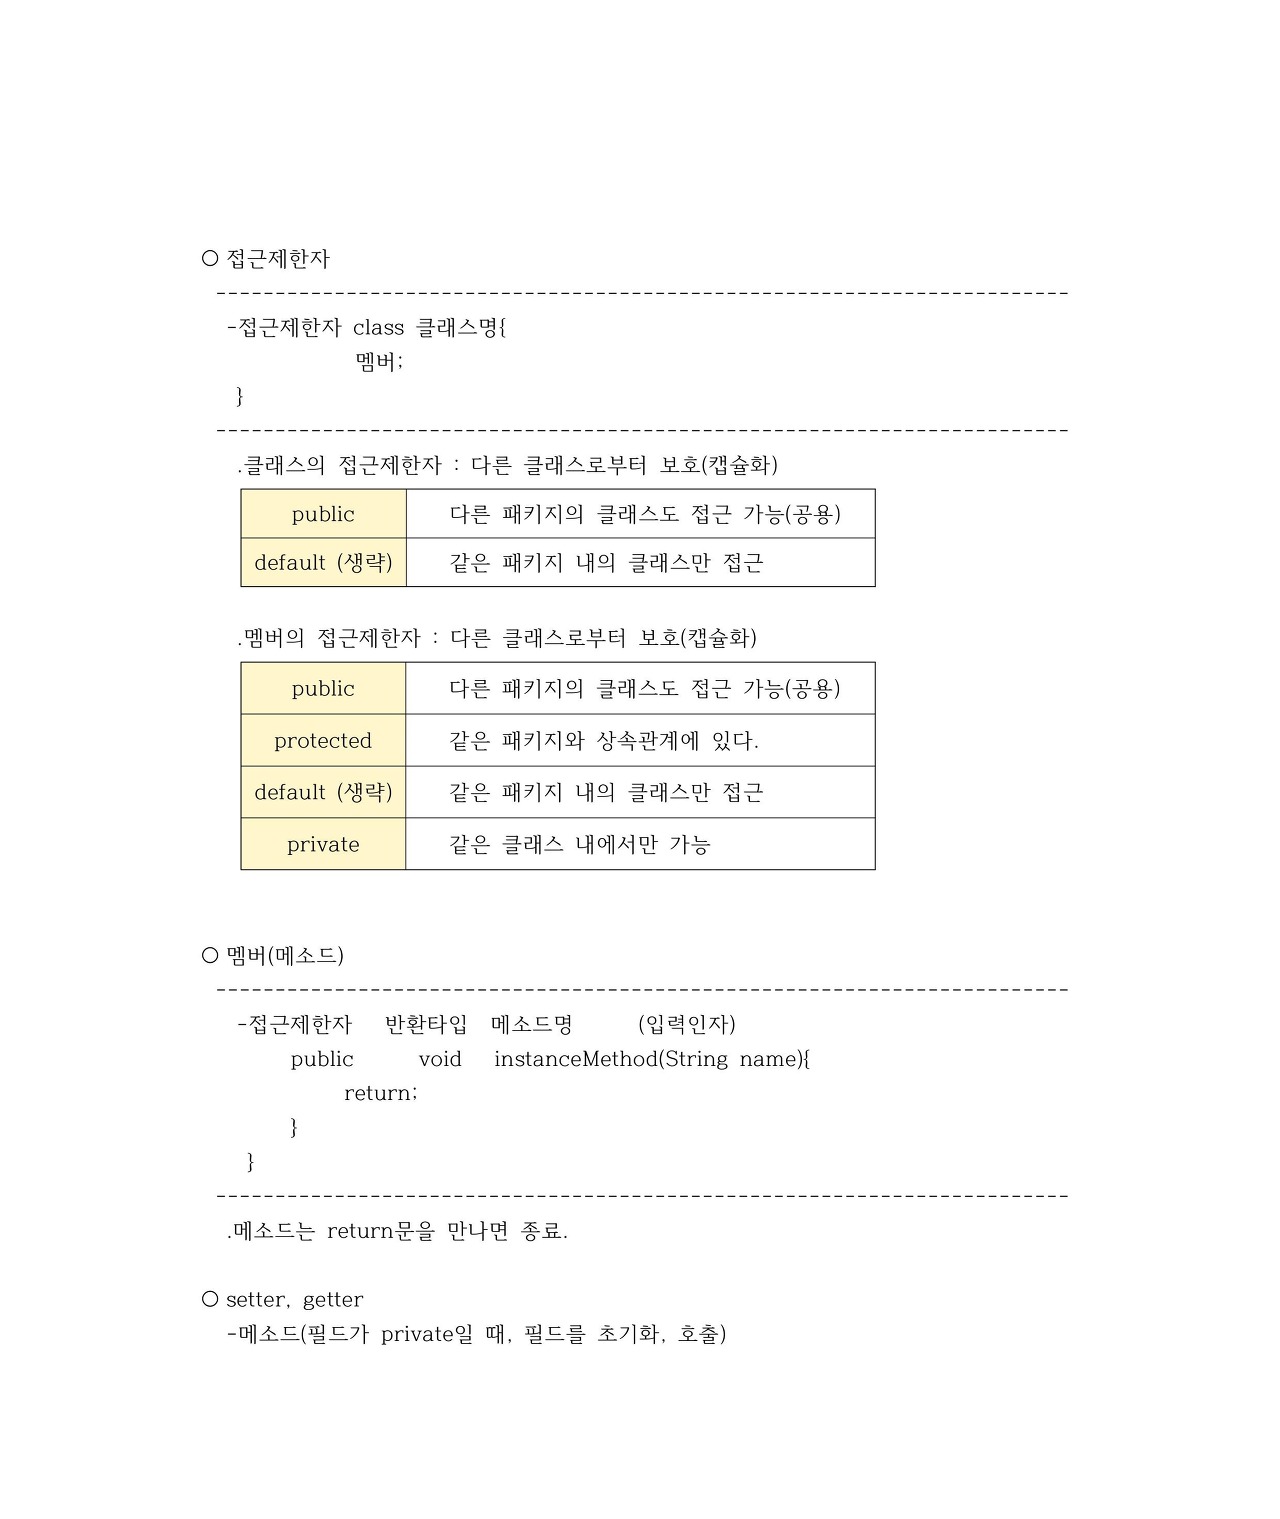 ○ 접근제한자
------------------------------------------------------------------------
-접근제한자 class 클래스명{
멤버;
}
------------------------------------------------------------------------
.클래스의 접근제한자 : 다른 클래스로부터 보호(캡슐화)
public 다른 패키지의 클래스도 접근 가능(공용)
default (생략) 같은 패키지 내의 클래스만 접근
.멤버의 접근제한자 : 다른 클래스로부터 보호(캡슐화)
public 다른 패키지의 클래스도 접근 가능(공용)
protected 같은 패키지와 상속관계에 있다.
default (생략) 같은 패키지 내의 클래스만 접근
private 같은 클래스 내에서만 가능
○ 멤버(메소드)
------------------------------------------------------------------------
-접근제한자 반환타입 메소드명 (입력인자)
public void instanceMethod(String name){
return;
}
}
------------------------------------------------------------------------
.메소드는 return문을 만나면 종료.
○ setter, getter
-메소드(필드가 private일 때, 필드를 초기화, 호출)